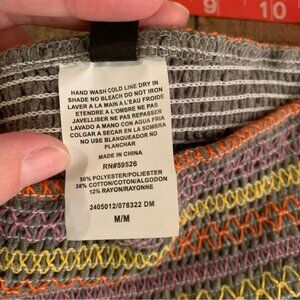 9
10
HAND WASH COLD LINE DRY IN
SHADE NO BLEACH DO NOT IRON
LAVER A LA MAIN A L'EAU FROIDE
ETENDRE A L'OMBRE NE PAS
JAVELLISER NE PAS REPASSER
LAVADO A MANO CON AGUA FRIA
COLGAR A SECAR EN LA SOMBRA
NO USE BLANQUEADOR NO
PLANCHAR
MADE IN CHINA
RN#59526
50% POLYESTER/POLIESTER
38% COTTON/COTON/ALGODON
12% RAYON/RAYONNE
2405012/078322 DM
M/M